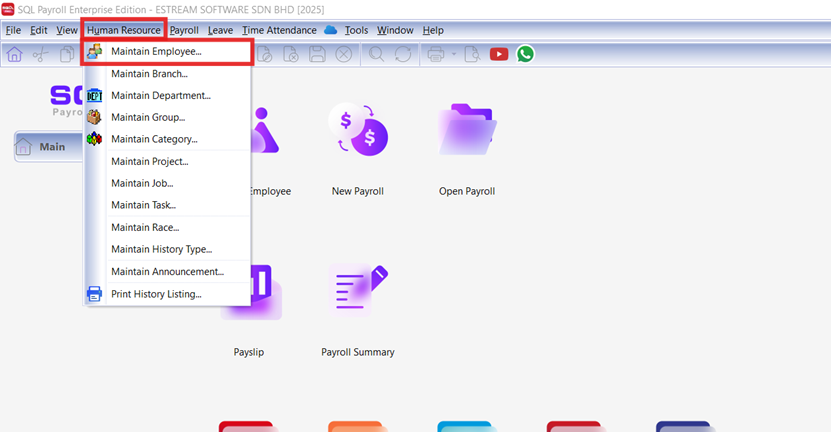 SQL Payroll Enterprise Edition - ESTREAM SOFTWARE SDN BHD [2025]
File Edit View Human Resource Payroll Leave Time Attendance Tools Window Help
Maintain Employee...
Maintain Branch...
DEPT Maintain Department...
Maintain Group...
Maintain Category...
Maintain Project...
Maintain Job...
Maintain Task...
Maintain Race...
Maintain History Type...
Maintain Announcement...
Print History Listing...
Payro
Main
Employee
New Payroll
Open Payroll
Payslip
Payroll Summary